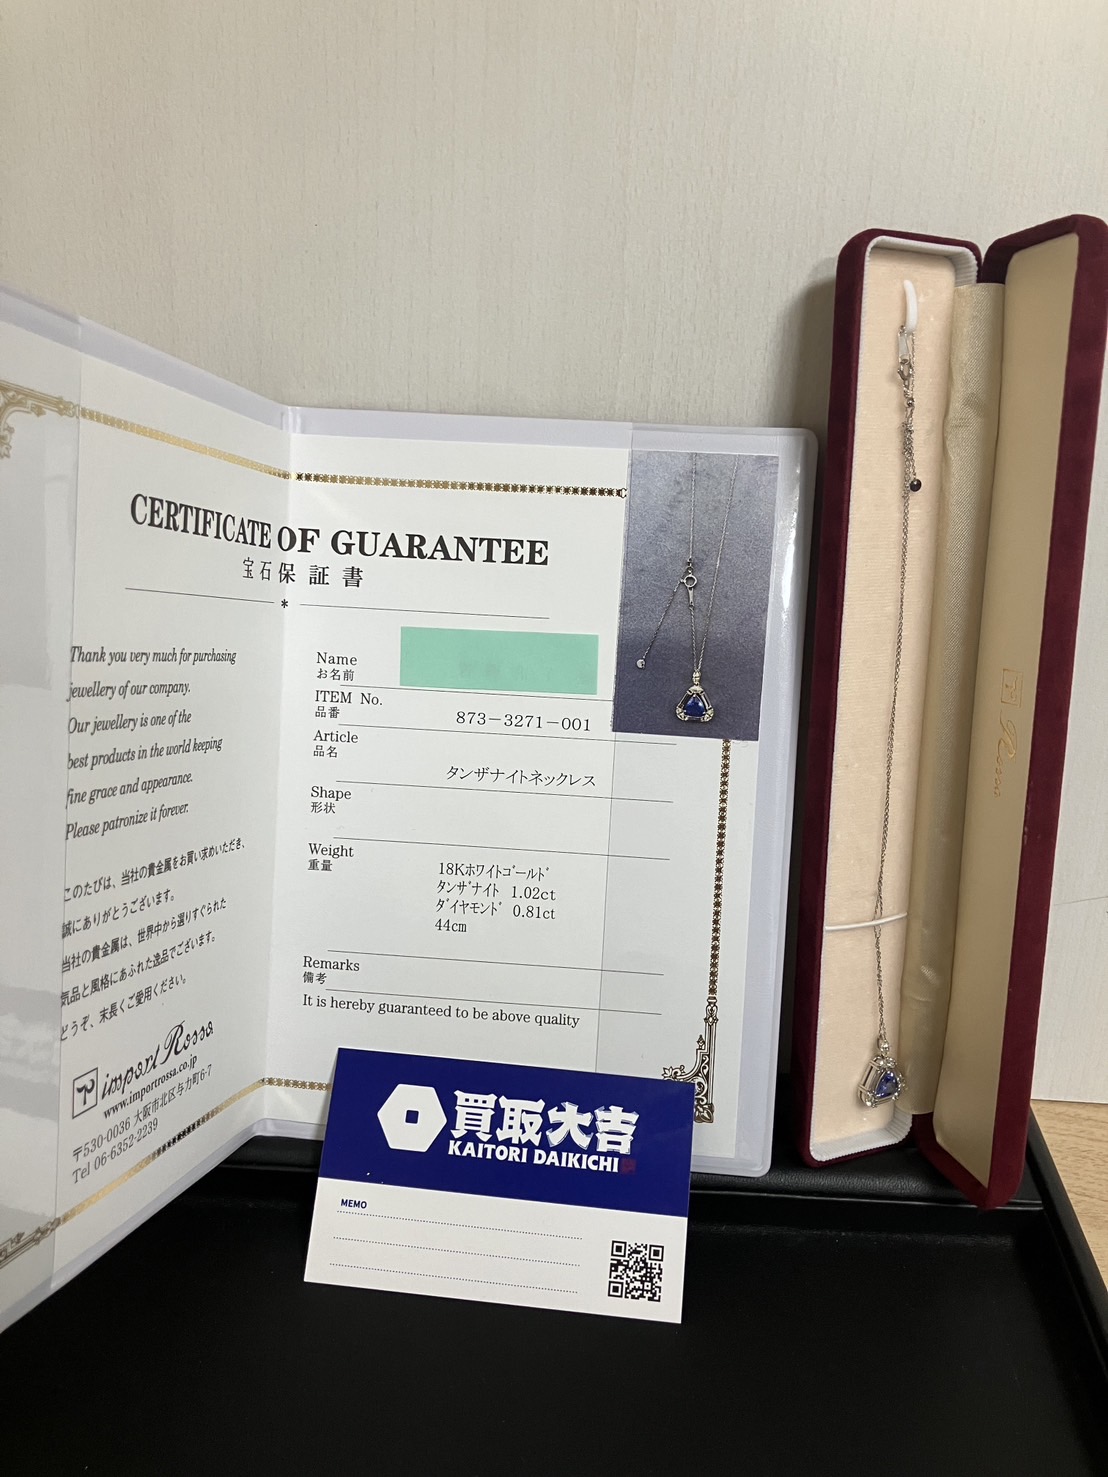 CERTIFICATE OF GUARANTEE
宝石保証書
*
Thank you very much for purchasing
jewellery of our company.
Our jewellery is one of the
best products in the world keeping
fine grace and appearance.
Please patronize it forever.
このたびは、当社の貴金属をお買い求めいただき、
誠にありがとうございます。
当社の貴金属は、世界中から選りすぐられた
気品と風格にあふれた逸品でございます。
どうぞ、末長くご愛用ください。
import Rossa
www.importrossa.co.jp
〒530-0036 大阪市北区与力町6-7
Tel 06-6352-2239
Name
お名前
ITEM No.
品番
873-3271-001
Article
品名
タンザナイトネックレス
Shape
形状
Weight
重量
18Kホワイトゴールド
タンザナイト 1.02ct
ダイヤモンド 0.81ct
44cm
Remarks
備考
It is hereby guaranteed to be above quality
買取大吉
KAITORI DAIKICHI
MEMO
Rossa